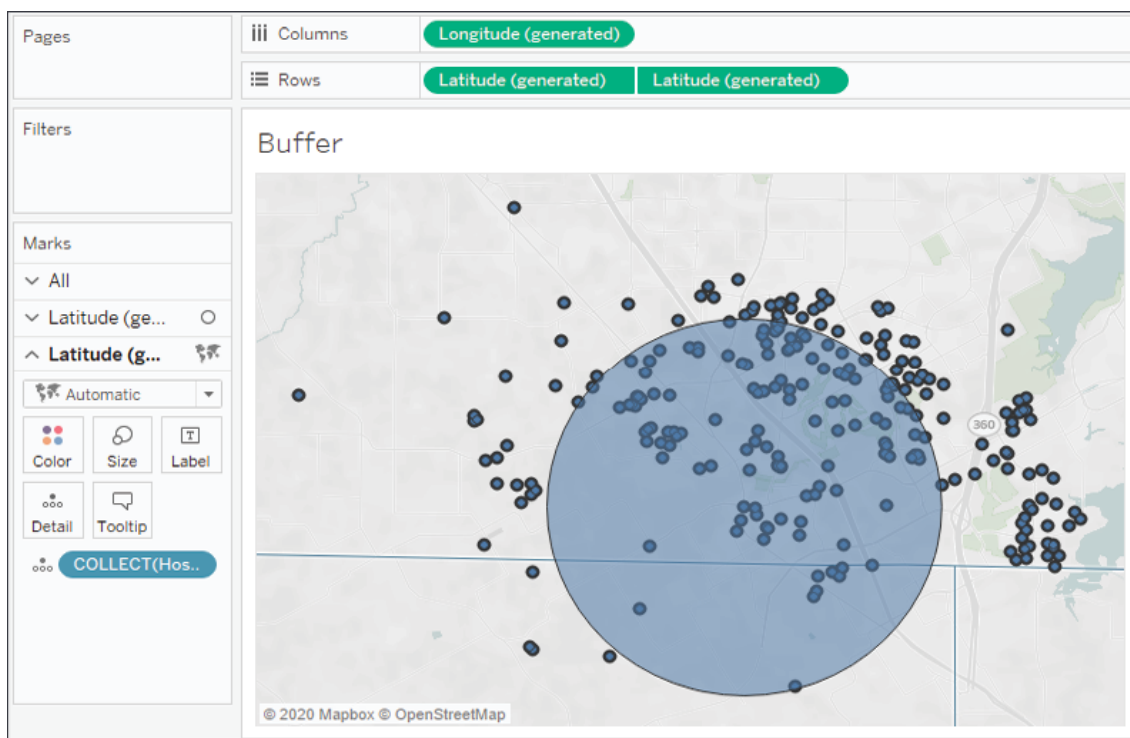 Pages
Columns
Longitude (generated)
Rows
Latitude (generated)
Latitude (generated)
Filters
Buffer
Marks
All
Latitude (ge...
Latitude (g...
Automatic
Color
Size
T
Label
Detail
Tooltip
COLLECT(Hos..
360
© 2020 Mapbox © OpenStreetMap